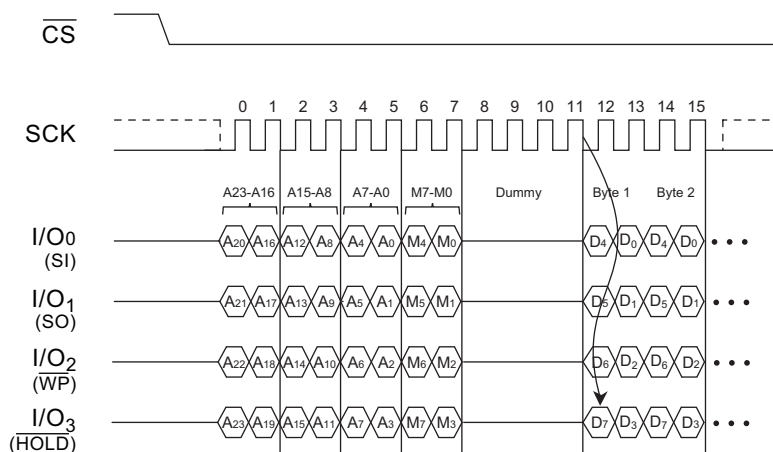 CS
SCK
0 1 2 3 4 5 6 7 8 9 10 11 12 13 14 15
A23-A16 A15-A8 A7-A0 M7-M0 Dummy Byte 1 Byte 2
I/O0 A20 A16 A12 A8 A4 A0 M4 M0 D4 D0 D4 D0 • • •
(SI)
I/O1 A21 A17 A13 A9 A5 A1 M5 M1 D5 D1 D5 D1 • • •
(SO)
I/O2 A22 A18 A14 A10 A6 A2 M6 M2 D6 D2 D6 D2 • • •
(WP)
I/O3 A23 A19 A15 A11 A7 A3 M7 M3 D7 D3 D7 D3 • • •
(HOLD)